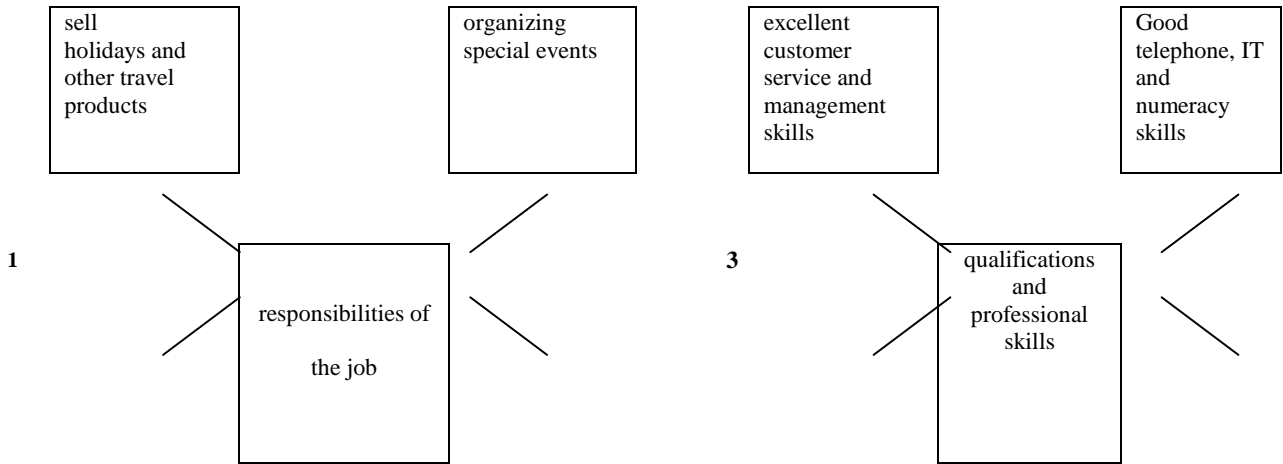 sell
holidays and
other travel
products
organizing
special events
excellent
customer
service and
management
skills
Good
telephone, IT
and
numeracy
skills
1
responsibilities of
the job
3
qualifications
and
professional
skills